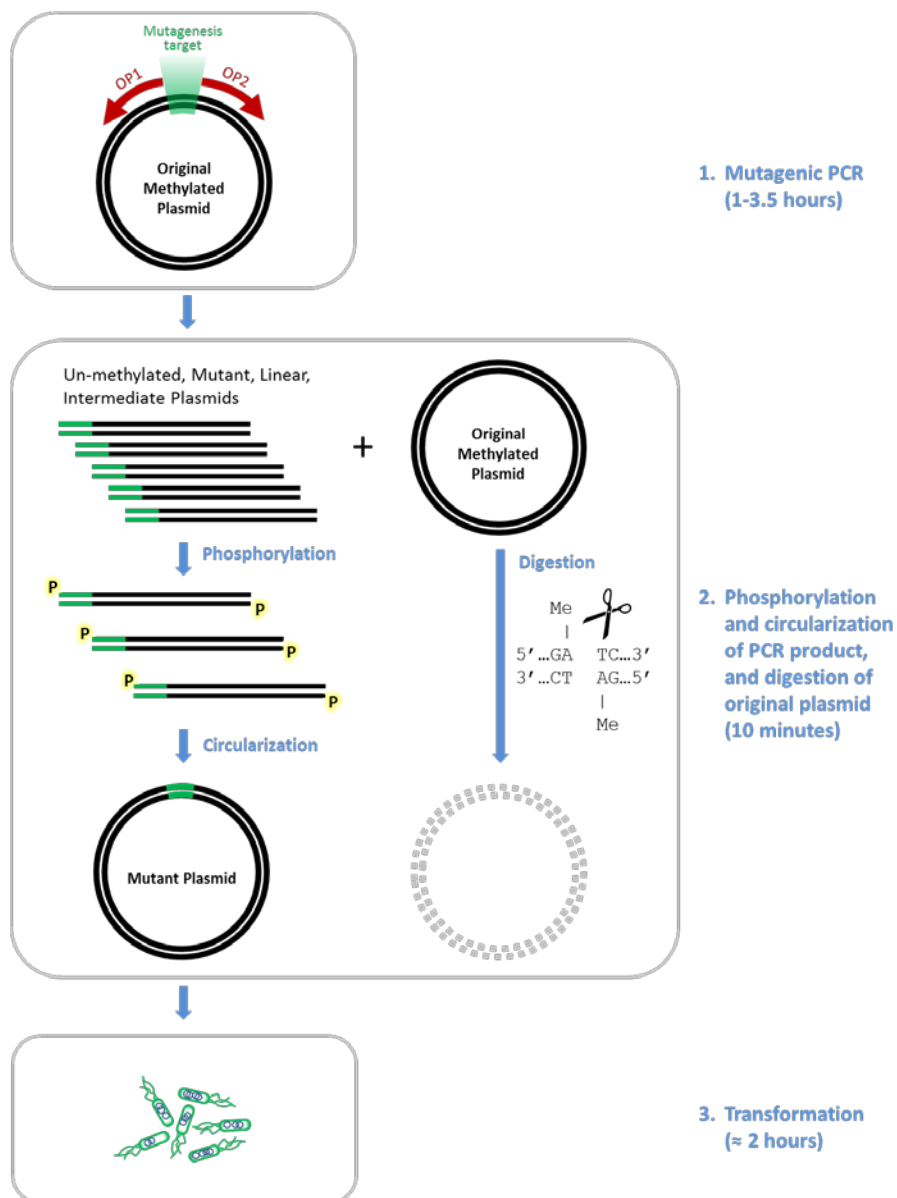 Mutagenesis
target
OP1
OP2
Original
Methylated
Plasmid
1. Mutagenic PCR
(1-3.5 hours)
Un-methylated, Mutant, Linear,
Intermediate Plasmids
+
Original
Methylated
Plasmid
Phosphorylation
P
P
P
P
P
P
Circularization
Mutant Plasmid
Digestion
Me
|
5’…GA TC…3’
3’…CT AG…5’
|
Me
2. Phosphorylation
and circularization
of PCR product,
and digestion of
original plasmid
(10 minutes)
3. Transformation
(≈ 2 hours)